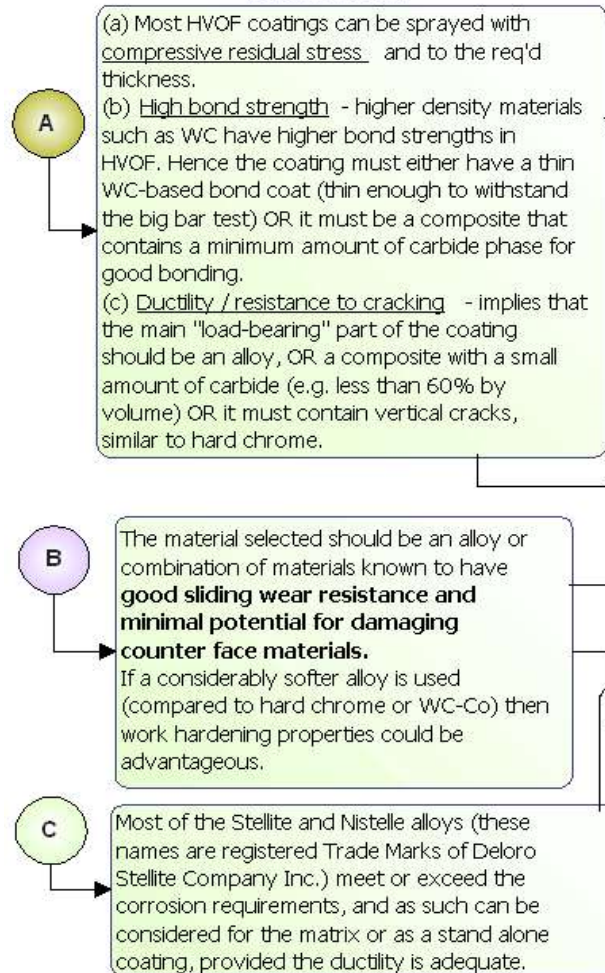 (a) Most HVOF coatings can be sprayed with
compressive residual stress and to the req'd
thickness.
A
(b) High bond strength - higher density materials
such as WC have higher bond strengths in
HVOF. Hence the coating must either have a thin
WC-based bond coat (thin enough to withstand
the big bar test) OR it must be a composite that
contains a minimum amount of carbide phase for
good bonding.
(c) Ductility / resistance to cracking - implies that
the main "load-bearing" part of the coating
should be an alloy, OR a composite with a small
amount of carbide (e.g. less than 60% by
volume) OR it must contain vertical cracks,
similar to hard chrome.
B
The material selected should be an alloy or
combination of materials known to have
good sliding wear resistance and
minimal potential for damaging
counter face materials.
If a considerably softer alloy is used
(compared to hard chrome or WC-Co) then
work hardening properties could be
advantageous.
C
Most of the Stellite and Nistelle alloys (these
names are registered Trade Marks of Deloro
Stellite Company Inc.) meet or exceed the
corrosion requirements, and as such can be
considered for the matrix or as a stand alone
coating, provided the ductility is adequate.